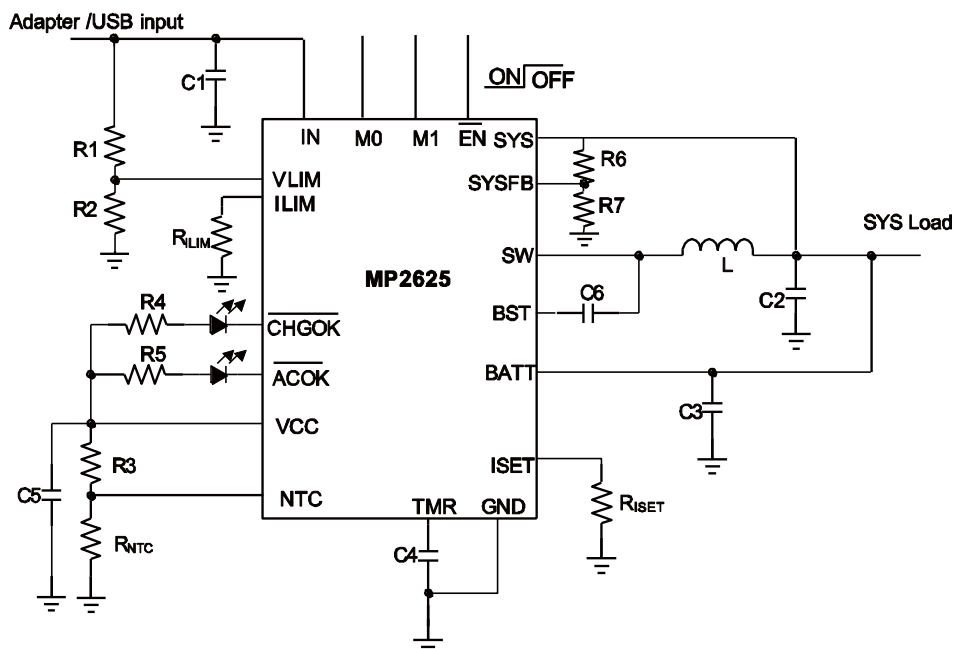 Adapter /USB input
C1
ON OFF
IN M0 M1 EN SYS
R1
R6
VLIM
SYSFB
R2
ILIM
R7
RILIM
SYS Load
SW
MP2625
L
R4
C6
C2
BST
CHGOK
R5
ACOK
BATT
C3
VCC
R3
ISET
C5
NTC
TMR GND
RISET
RNTC
C4